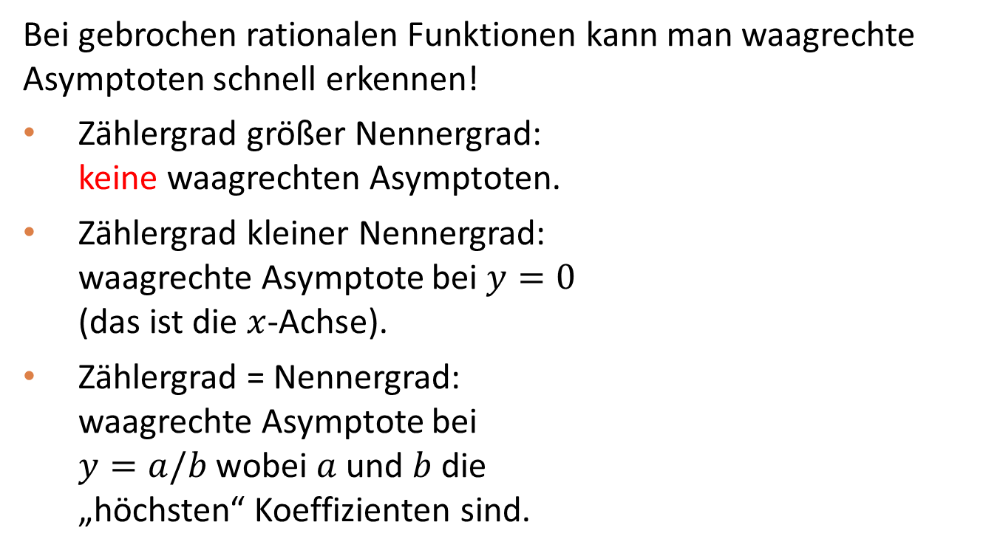 Bei gebrochen rationalen Funktionen kann man waagrechte
Asymptoten schnell erkennen!
• Zählergrad größer Nennergrad:
keine waagrechten Asymptoten.
• Zählergrad kleiner Nennergrad:
waagrechte Asymptote bei y = 0
(das ist die x-Achse).
• Zählergrad = Nennergrad:
waagrechte Asymptote bei
y = a/b wobei a und b die
„höchsten“ Koeffizienten sind.